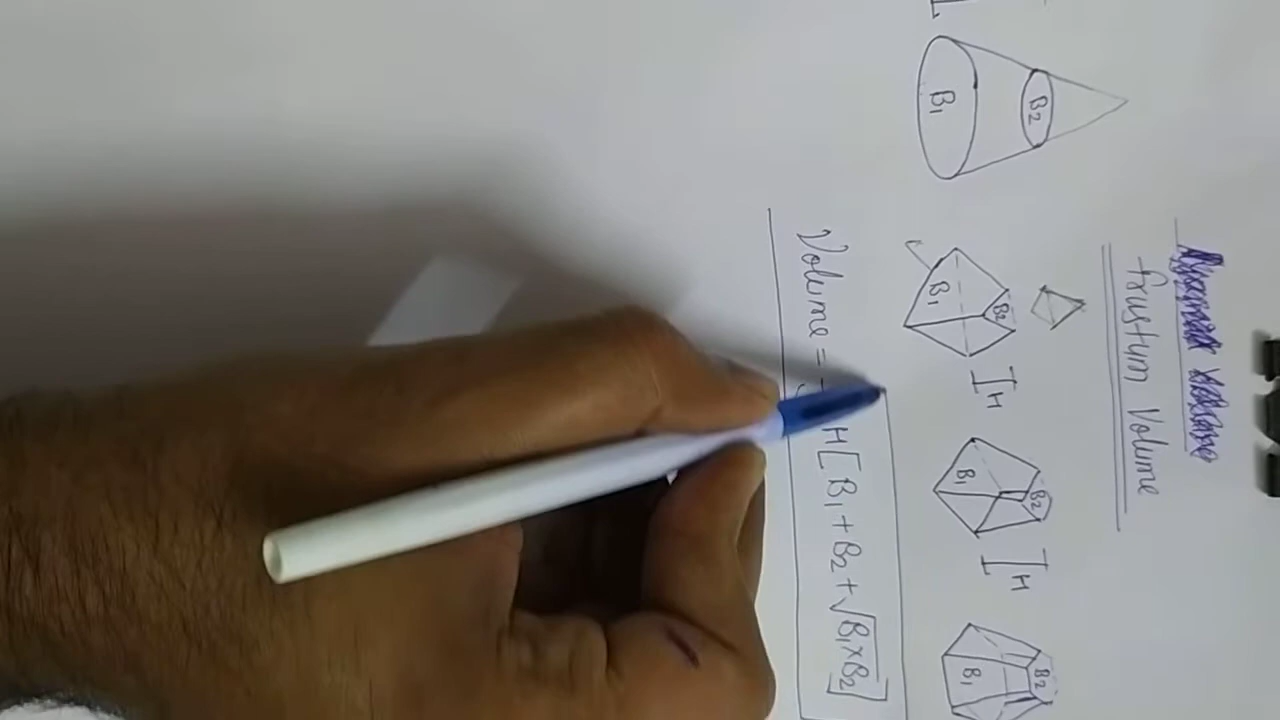 frustum Volume
B2
B1
B2
B1
H
B2
B1
H
B2
B1
Volume = H[B1+B2+√B1×B2]